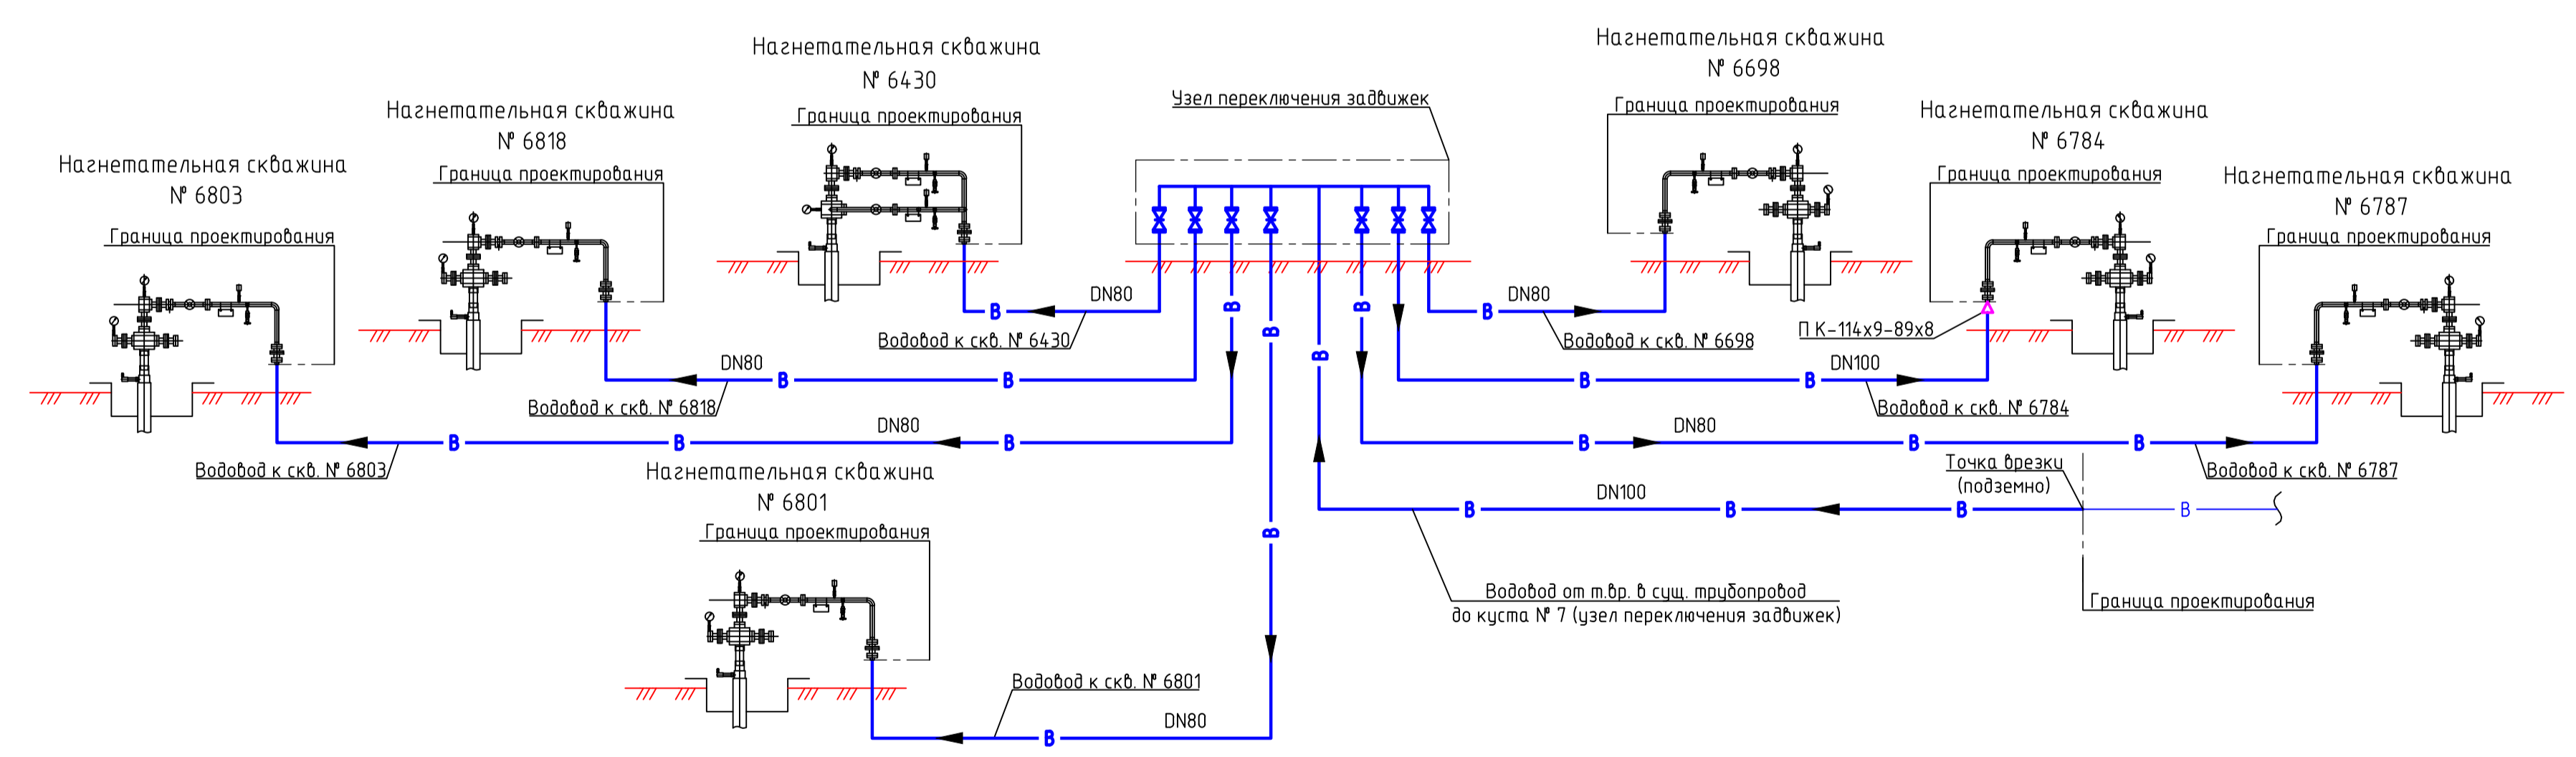 Нагнетательная скважина
№ 6803
Граница проектирования
Водовод к скв. № 6803
Нагнетательная скважина
№ 6818
Граница проектирования
DN80
Водовод к скв. № 6818
Нагнетательная скважина
№ 6430
Граница проектирования
DN80
В
Водовод к скв. № 6430
Узел переключения задвижек
Нагнетательная скважина
№ 6698
Граница проектирования
В
DN80
Водовод к скв. № 6698
Нагнетательная скважина
№ 6784
Граница проектирования
П К-114х9-89х8
DN100
Водовод к скв. № 6784
Нагнетательная скважина
№ 6787
Граница проектирования
В
В
В
В
В
В
В
В
В
DN80
В
В
В
DN80
В
В
В
Водовод к скв. № 6787
Нагнетательная скважина
№ 6801
Граница проектирования
Водовод к скв. № 6801
DN80
В
В
Точка врезки
(подземно)
DN100
В
В
В
В
Водовод от т.вр. в сущ. трубопровод
до куста № 7 (узел переключения задвижек)
Граница проектирования